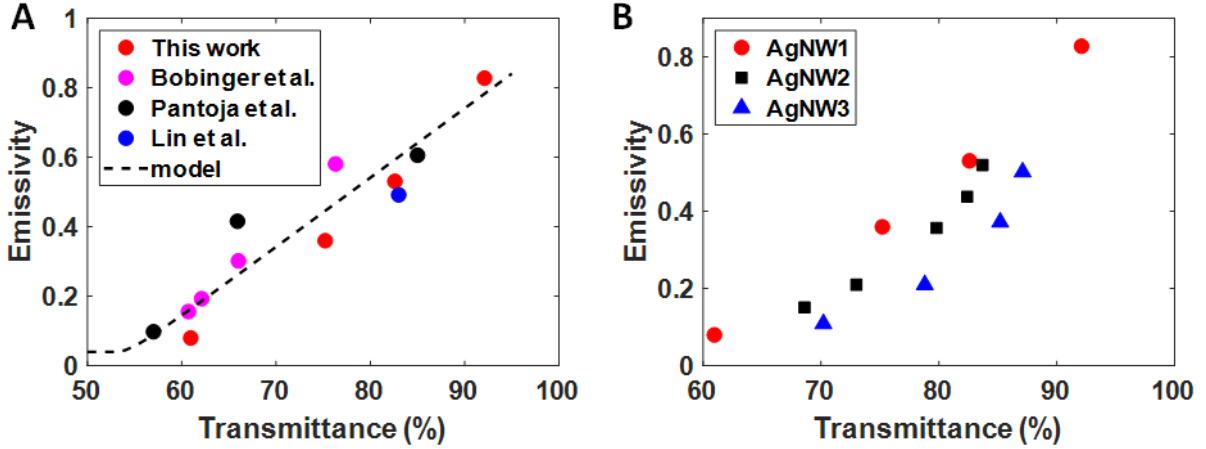 A
1
0.8
0.6
0.4
0.2
0
50
60
70
80
90
100
Emissivity
Transmittance (%)
This work
Bobinger et al.
Pantoja et al.
Lin et al.
model
B
0.8
0.6
0.4
0.2
0
60
70
80
90
100
Emissivity
Transmittance (%)
AgNW1
AgNW2
AgNW3